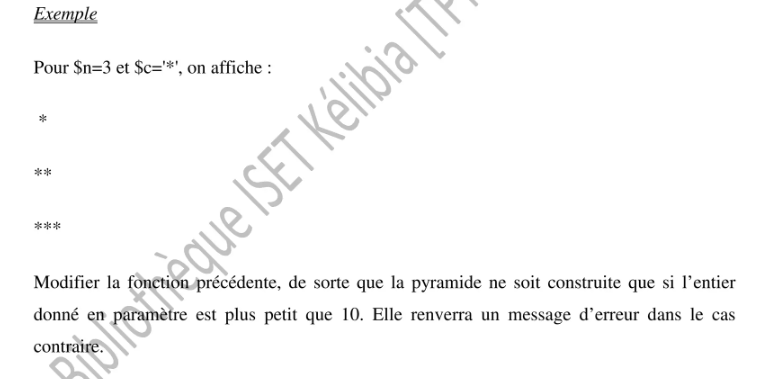 Exemple
Pour $n=3 et $c='*', on affiche :
*
**
***
Modifier la fonction précédente, de sorte que la pyramide ne soit construite que si l’entier
donné en paramètre est plus petit que 10. Elle renverra un message d’erreur dans le cas
contraire.
Bibliothèque ISET Kélibia [TP